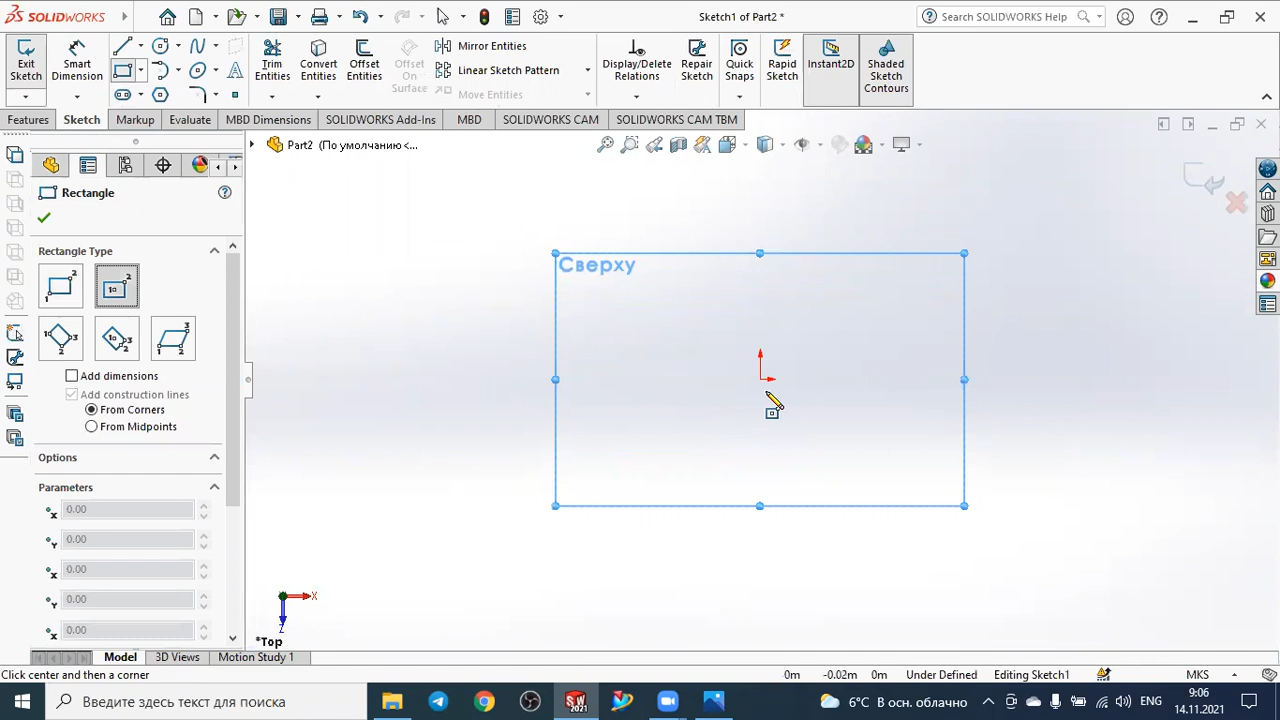 SOLIDWORKS
Sketch1 of Part2 *
Search SOLIDWORKS Help
Exit Sketch
Smart Dimension
Trim Entities
Convert Entities
Offset Entities
Offset On Surface
Mirror Entities
Linear Sketch Pattern
Move Entities
Display/Delete Relations
Repair Sketch
Quick Snaps
Rapid Sketch
Instant2D
Shaded Sketch Contours
Features
Sketch
Markup
Evaluate
MBD Dimensions
SOLIDWORKS Add-Ins
MBD
SOLIDWORKS CAM
SOLIDWORKS CAM TBM
Part2 (По умолчанию <...
Rectangle
Rectangle Type
Add dimensions
Add construction lines
From Corners
From Midpoints
Options
Parameters
0.00
0.00
0.00
0.00
0.00
Сверху
X
Z
*Top
Model
3D Views
Motion Study 1
Click center and then a corner
0m
-0.02m
0m
Under Defined
Editing Sketch1
MKS
Введите здесь текст для поиска
SW
2021
6°C В осн. облачно
ENG
9:06
14.11.2021